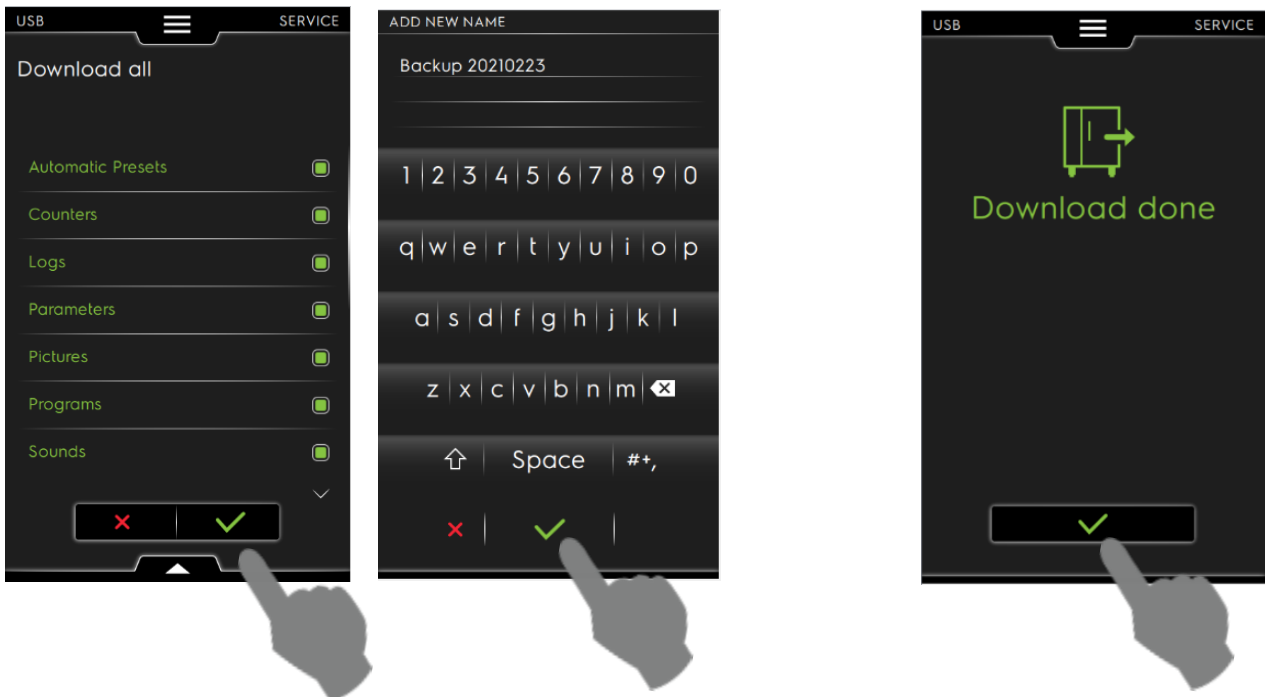 USB SERVICE
Download all
Automatic Presets
Counters
Logs
Parameters
Pictures
Programs
Sounds
ADD NEW NAME
Backup 20210223
1 2 3 4 5 6 7 8 9 0
q w e r t y u i o p
a s d f g h j k l
z x c v b n m
Space #+,
USB SERVICE
Download done